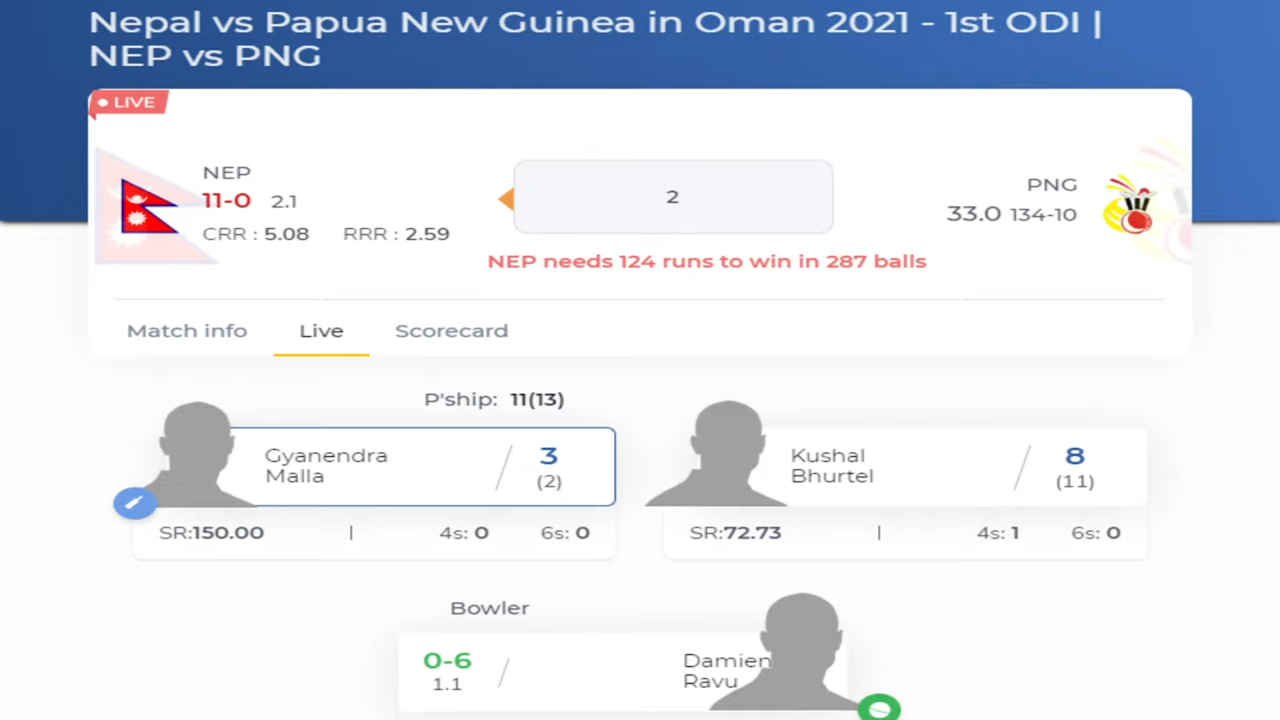 Nepal vs Papua New Guinea in Oman 2021 - 1st ODI |
NEP vs PNG
LIVE
NEP
11-0 2.1
CRR : 5.08 RRR : 2.59
2
NEP needs 124 runs to win in 287 balls
PNG
33.0 134-10
Match info Live Scorecard
P'ship: 11(13)
Gyanendra
Malla
3
(2)
SR:150.00 | 4s: 0 6s: 0
Kushal
Bhurtel
8
(11)
SR:72.73 | 4s: 1 6s: 0
Bowler
0-6
1.1
Damien
Ravu